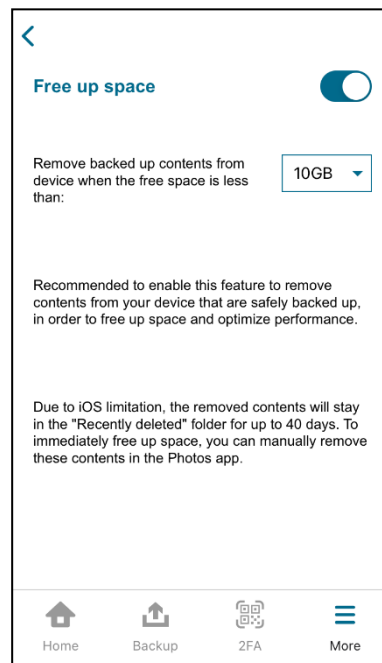 Free up space
Remove backed up contents from
device when the free space is less
than:
10GB
Recommended to enable this feature to remove
contents from your device that are safely backed up,
in order to free up space and optimize performance.
Due to iOS limitation, the removed contents will stay
in the "Recently deleted" folder for up to 40 days. To
immediately free up space, you can manually remove
these contents in the Photos app.
Home
Backup
2FA
More